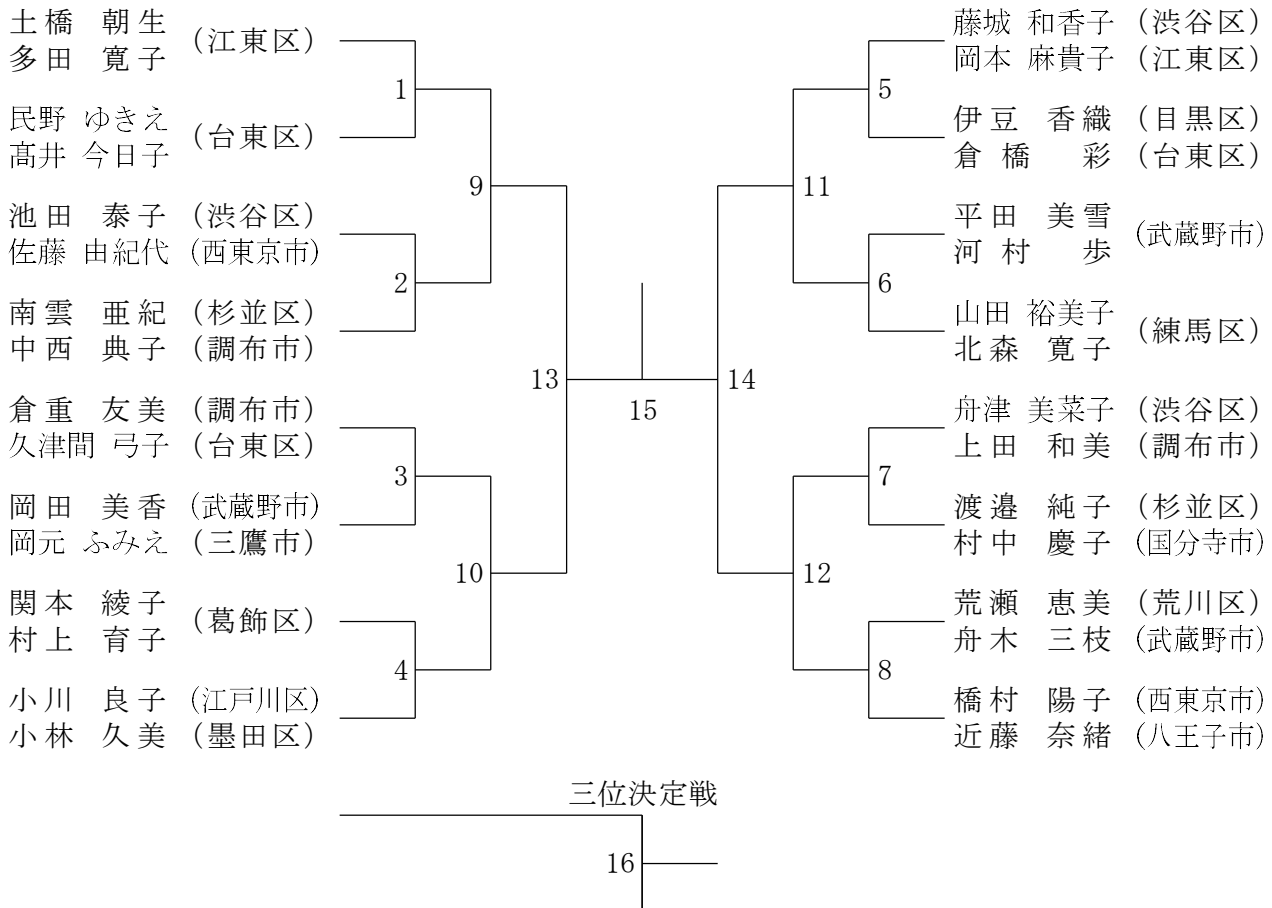 土橋 朝生
多田 寛子
(江東区)
1
民野 ゆきえ
髙井 今日子
(台東区)
9
池田 泰子 (渋谷区)
佐藤 由紀代 (西東京市)
2
南雲 亜紀 (杉並区)
中西 典子 (調布市)
13
倉重 友美 (調布市)
久津間 弓子 (台東区)
3
岡田 美香 (武蔵野市)
岡元 ふみえ (三鷹市)
10
関本 綾子
村上 育子
(葛飾区)
4
小川 良子 (江戸川区)
小林 久美 (墨田区)
15
藤城 和香子 (渋谷区)
岡本 麻貴子 (江東区)
5
伊豆 香織 (目黒区)
倉橋 彩 (台東区)
11
平田 美雪
河村 歩
(武蔵野市)
6
山田 裕美子
北森 寛子
(練馬区)
14
舟津 美菜子 (渋谷区)
上田 和美 (調布市)
7
渡邉 純子 (杉並区)
村中 慶子 (国分寺市)
12
荒瀬 恵美 (荒川区)
舟木 三枝 (武蔵野市)
8
橋村 陽子 (西東京市)
近藤 奈緒 (八王子市)
三位決定戦
16